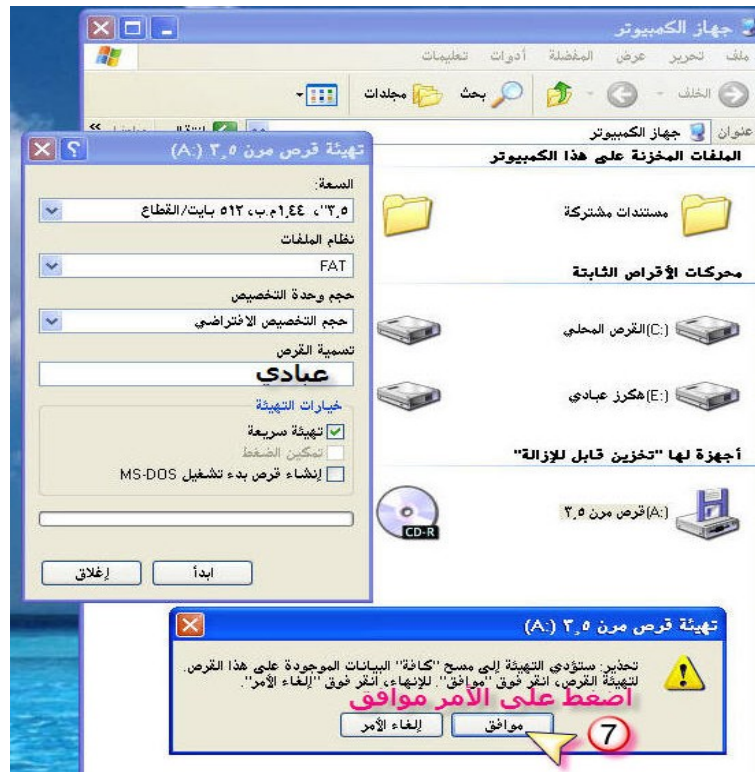 جهاز الكمبيوتر
ملف تحرير عرض المفضلة أدوات تعليمات
الخلف بحث مجلدات
عنوان جهاز الكمبيوتر انتقال
الملفات المخزنة على هذا الكمبيوتر
مستندات مشتركة
محركات الأقراص الثابتة
(C:)القرص المحلي
(E:)هكرز عبادي
أجهزة لها "تخزين قابل للإزالة"
(A:)قرص مرن ٣٫٥
CD-R
تهيئة قرص مرن ٣٫٥ (A:)
السعة:
٣٫٥"، ١٫٤٤م.ب، ٥١٢ بايت/القطاع
نظام الملفات
FAT
حجم وحدة التخصيص
حجم التخصيص الافتراضي
تسمية القرص
عبادي
خيارات التهيئة
تهيئة سريعة
تمكين الضغط
إنشاء قرص بدء تشغيل MS-DOS
ابدأ إغلاق
تهيئة قرص مرن ٣٫٥ (A:)
تحذير: ستؤدي التهيئة إلى مسح "كافة" البيانات الموجودة على هذا القرص.
لتهيئة القرص، انقر فوق "موافق". للإنهاء، انقر فوق "إلغاء الأمر".
اضغط على الأمر موافق
موافق إلغاء الأمر
7